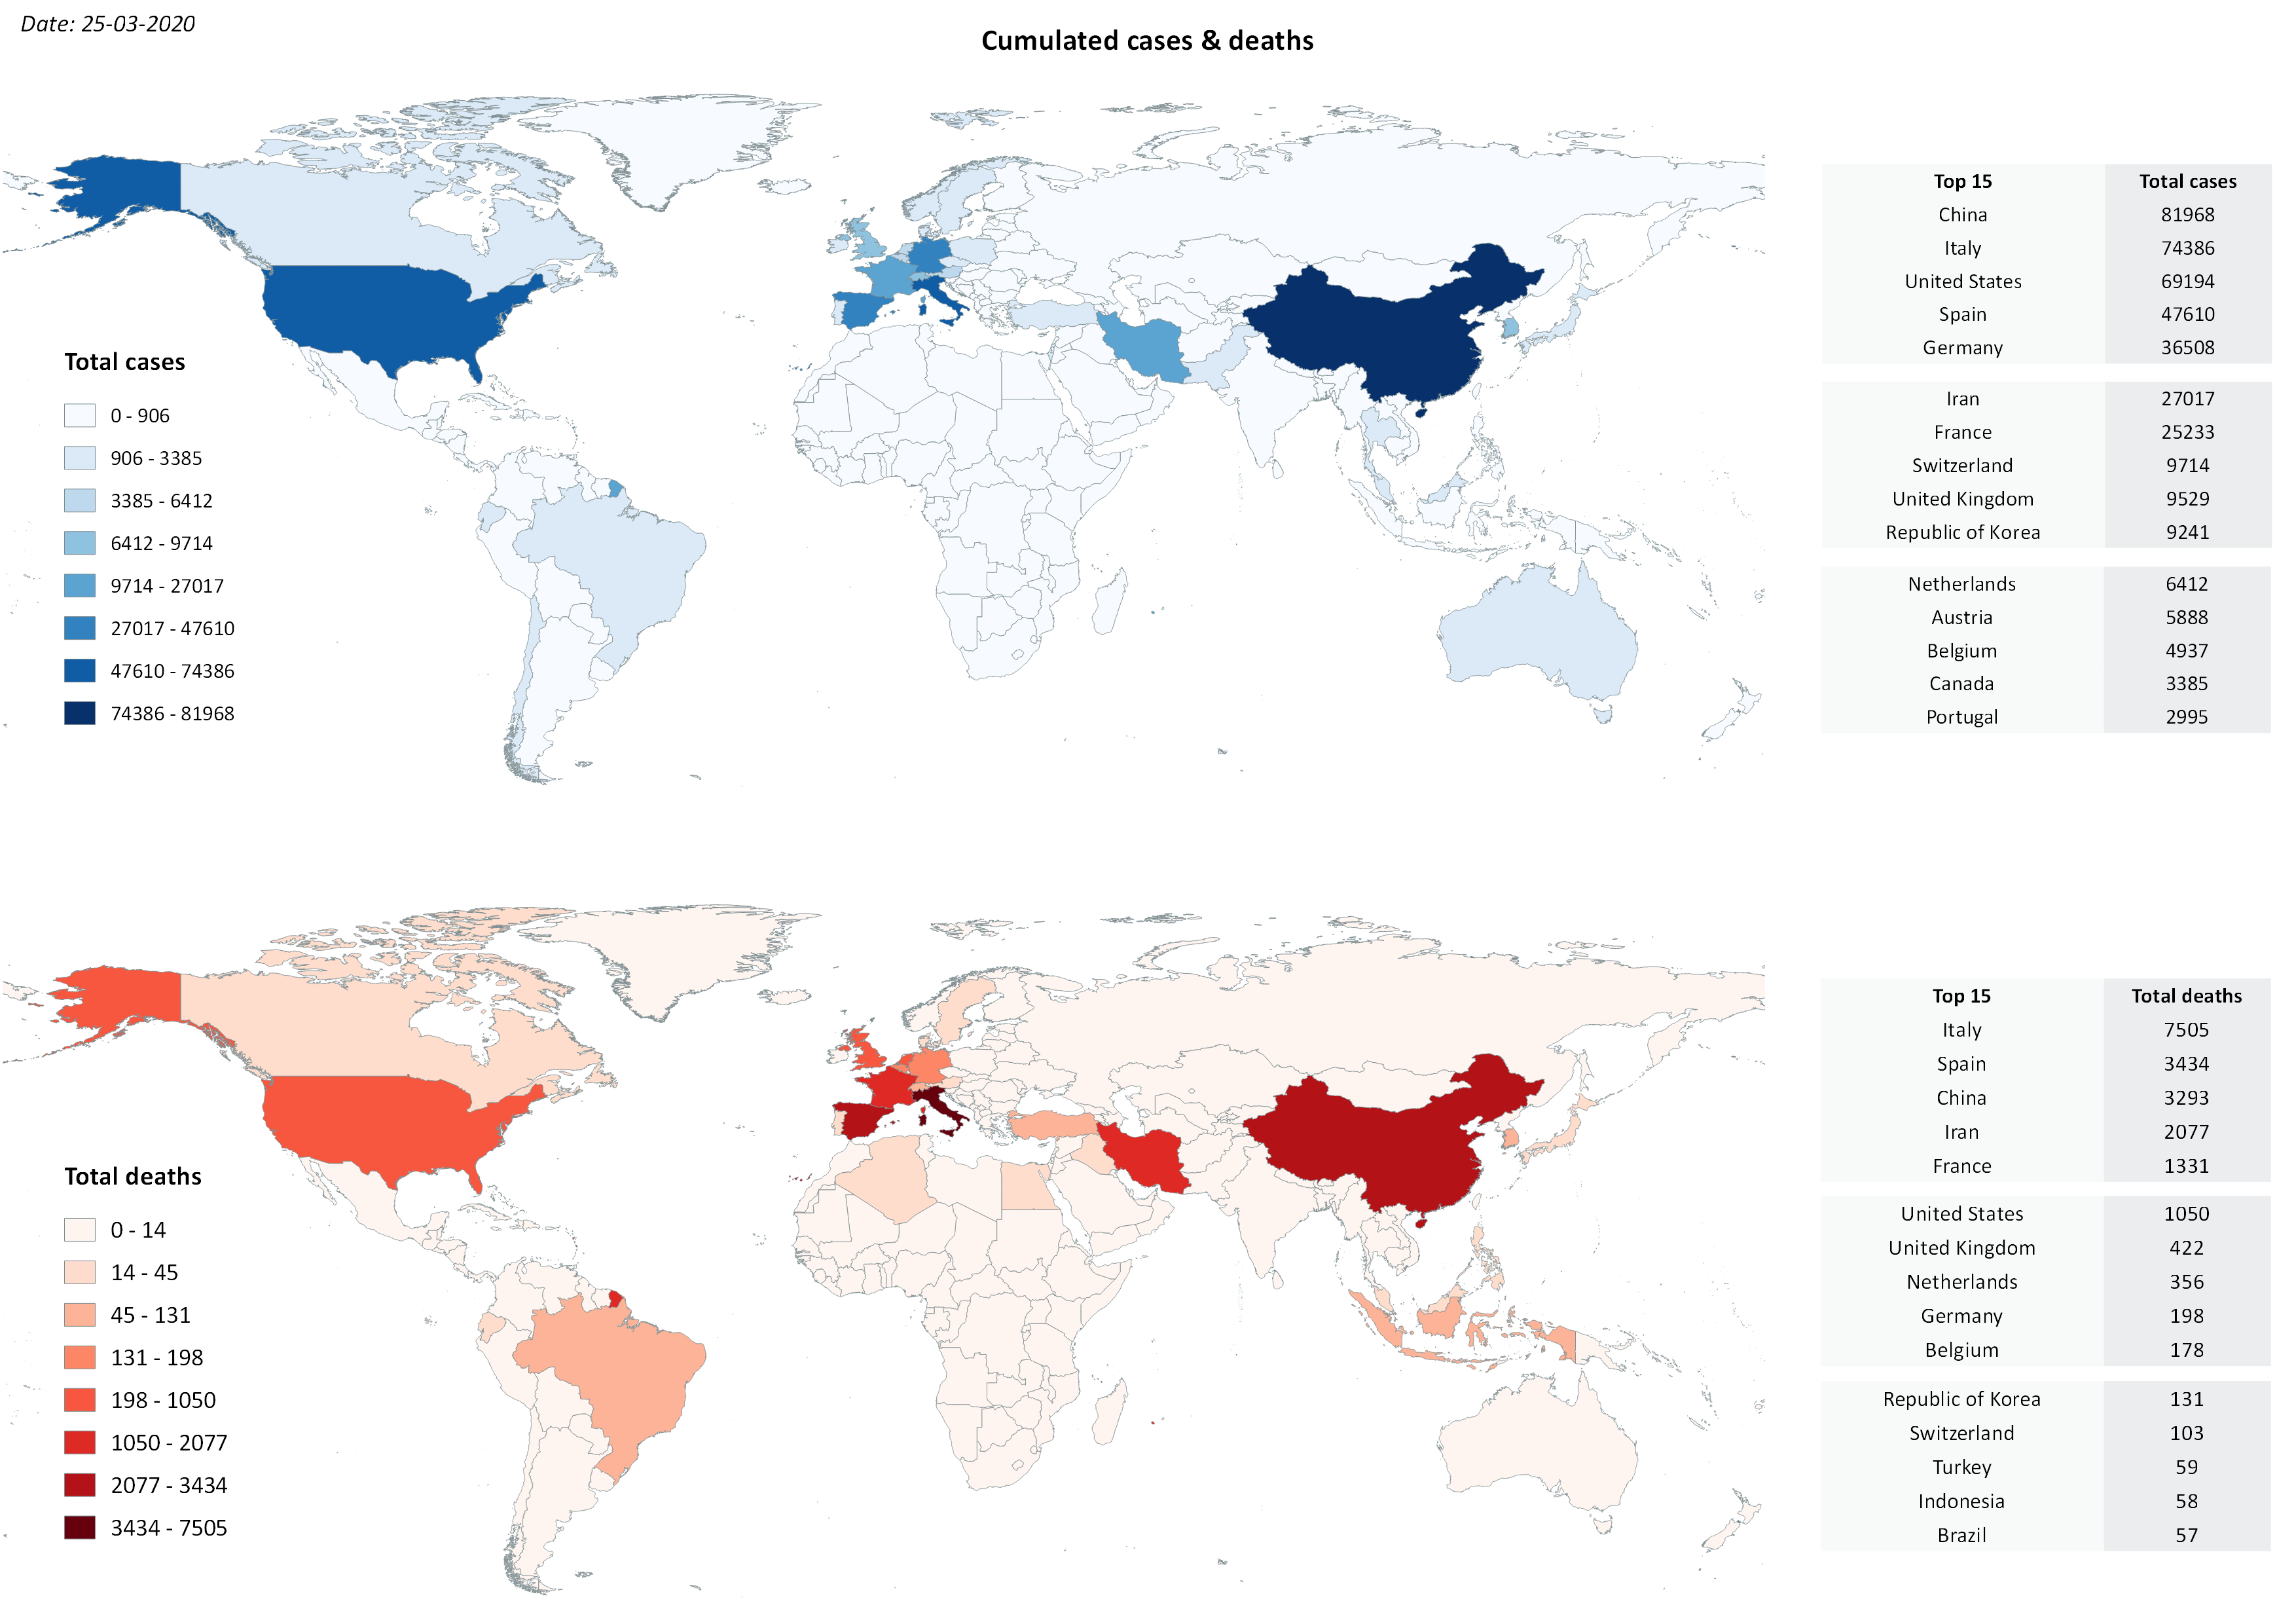 Date: 25-03-2020
Cumulated cases & deaths
Total cases
0 - 906
906 - 3385
3385 - 6412
6412 - 9714
9714 - 27017
27017 - 47610
47610 - 74386
74386 - 81968
Top 15 Total cases
China 81968
Italy 74386
United States 69194
Spain 47610
Germany 36508
Iran 27017
France 25233
Switzerland 9714
United Kingdom 9529
Republic of Korea 9241
Netherlands 6412
Austria 5888
Belgium 4937
Canada 3385
Portugal 2995
Total deaths
0 - 14
14 - 45
45 - 131
131 - 198
198 - 1050
1050 - 2077
2077 - 3434
3434 - 7505
Top 15 Total deaths
Italy 7505
Spain 3434
China 3293
Iran 2077
France 1331
United States 1050
United Kingdom 422
Netherlands 356
Germany 198
Belgium 178
Republic of Korea 131
Switzerland 103
Turkey 59
Indonesia 58
Brazil 57